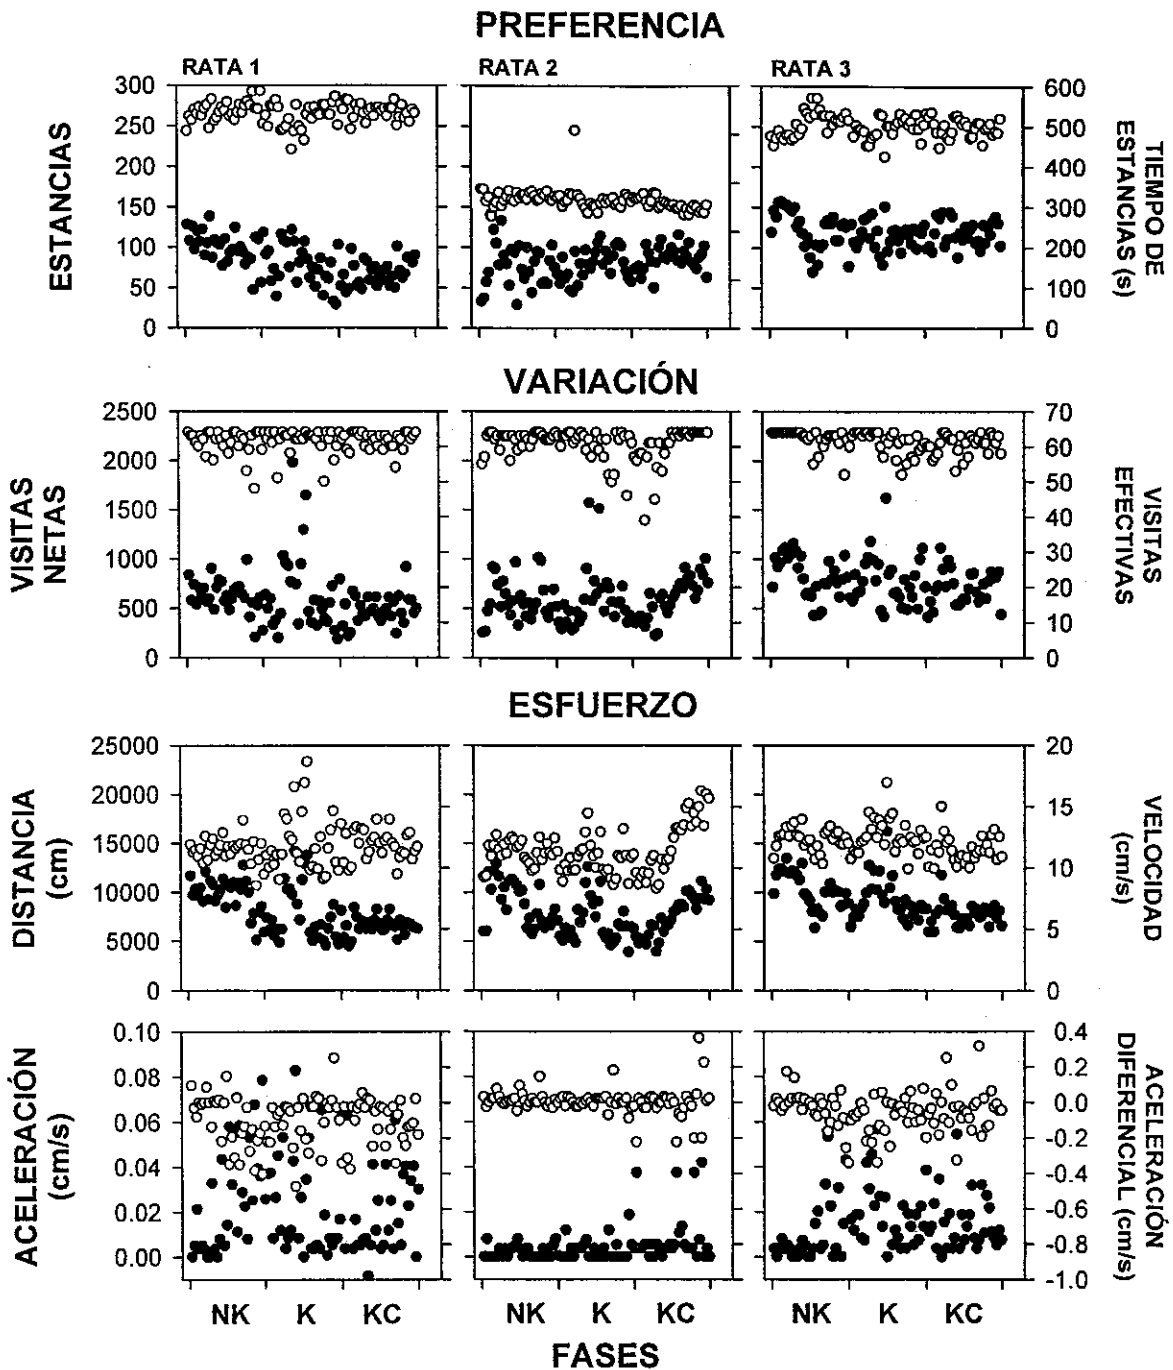 PREFERENCIA
RATA 1
RATA 2
RATA 3
ESTANCIAS
300
250
200
150
100
50
0
600
500
400
300
200
100
0
TIEMPO DE
ESTANCIAS (s)
VARIACIÓN
VISITAS
NETAS
2500
2000
1500
1000
500
0
70
60
50
40
30
20
10
0
VISITAS
EFECTIVAS
ESFUERZO
DISTANCIA
(cm)
25000
20000
15000
10000
5000
0
20
15
10
5
0
VELOCIDAD
(cm/s)
ACELERACIÓN
(cm/s)
0.10
0.08
0.06
0.04
0.02
0.00
0.4
0.2
0.0
-0.2
-0.4
-0.6
-0.8
-1.0
ACELERACIÓN
DIFERENCIAL (cm/s)
NK K KC
NK K KC
NK K KC
FASES